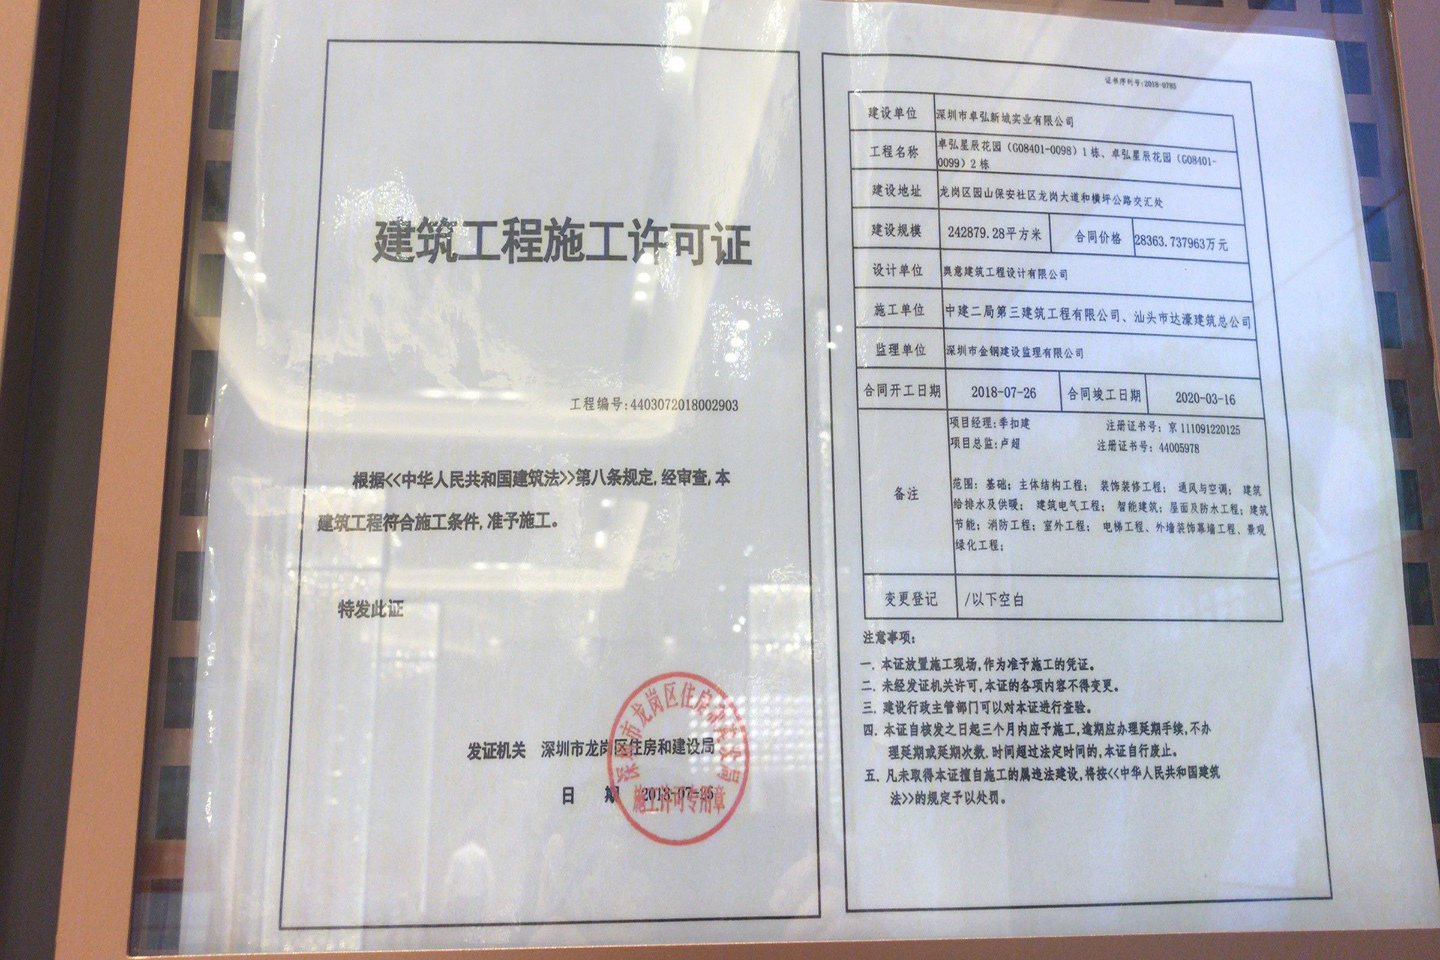 建筑工程施工许可证
工程编号:4403072018002903
根据<<中华人民共和国建筑法>>第八条规定,经审查,本
建筑工程符合施工条件,准予施工。
特发此证
发证机关 深圳市龙岗区住房和建设局
日 期 2018-07-25
深圳市龙岗区住房和建设局
施工许可专用章
证书序列号:2018-0785
建设单位 深圳市卓弘新城实业有限公司
工程名称 卓弘星辰花园（G08401-0098）1栋、卓弘星辰花园（G08401-
0099）2栋
建设地址 龙岗区园山保安社区龙岗大道和横坪公路交汇处
建设规模 242879.28平方米 合同价格 28363.737963万元
设计单位 奥意建筑工程设计有限公司
施工单位 中建二局第三建筑工程有限公司、汕头市达濠建筑总公司
监理单位 深圳市金钢建设监理有限公司
合同开工日期 2018-07-26 合同竣工日期 2020-03-16
备注
项目经理:季扣建 注册证书号: 京111091220125
项目总监:卢超 注册证书号: 44005978
范围: 基础; 主体结构工程; 装饰装修工程; 通风与空调; 建筑
给排水及供暖; 建筑电气工程; 智能建筑; 屋面及防水工程; 建筑
节能; 消防工程; 室外工程; 电梯工程、外墙装饰幕墙工程、景观
绿化工程;
变更登记 /以下空白
注意事项:
一. 本证放置施工现场,作为准予施工的凭证。
二. 未经发证机关许可,本证的各项内容不得变更。
三. 建设行政主管部门可以对本证进行查验。
四. 本证自核发之日起三个月内应予施工,逾期应办理延期手续,不办
理延期或延期次数,时间超过法定时间的,本证自行废止。
五. 凡未取得本证擅自施工的属违法建设,将按<<中华人民共和国建筑
法>>的规定予以处罚。